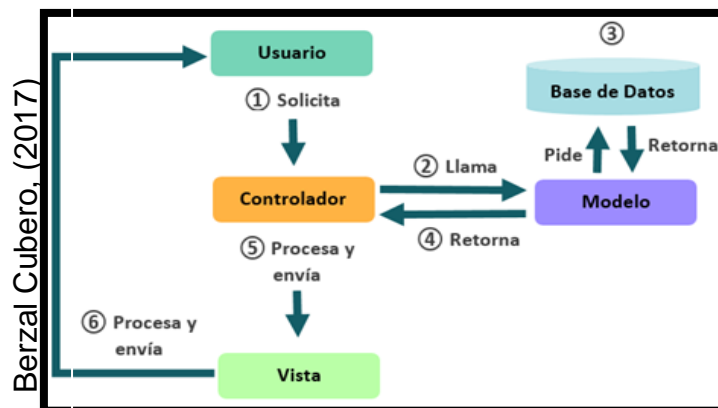 Berzal Cubero, (2017)
Usuario
③
① Solicita
Base de Datos
Pide
Retorna
② Llama
Controlador
Modelo
④ Retorna
⑤ Procesa y
envía
⑥ Procesa y
envía
Vista